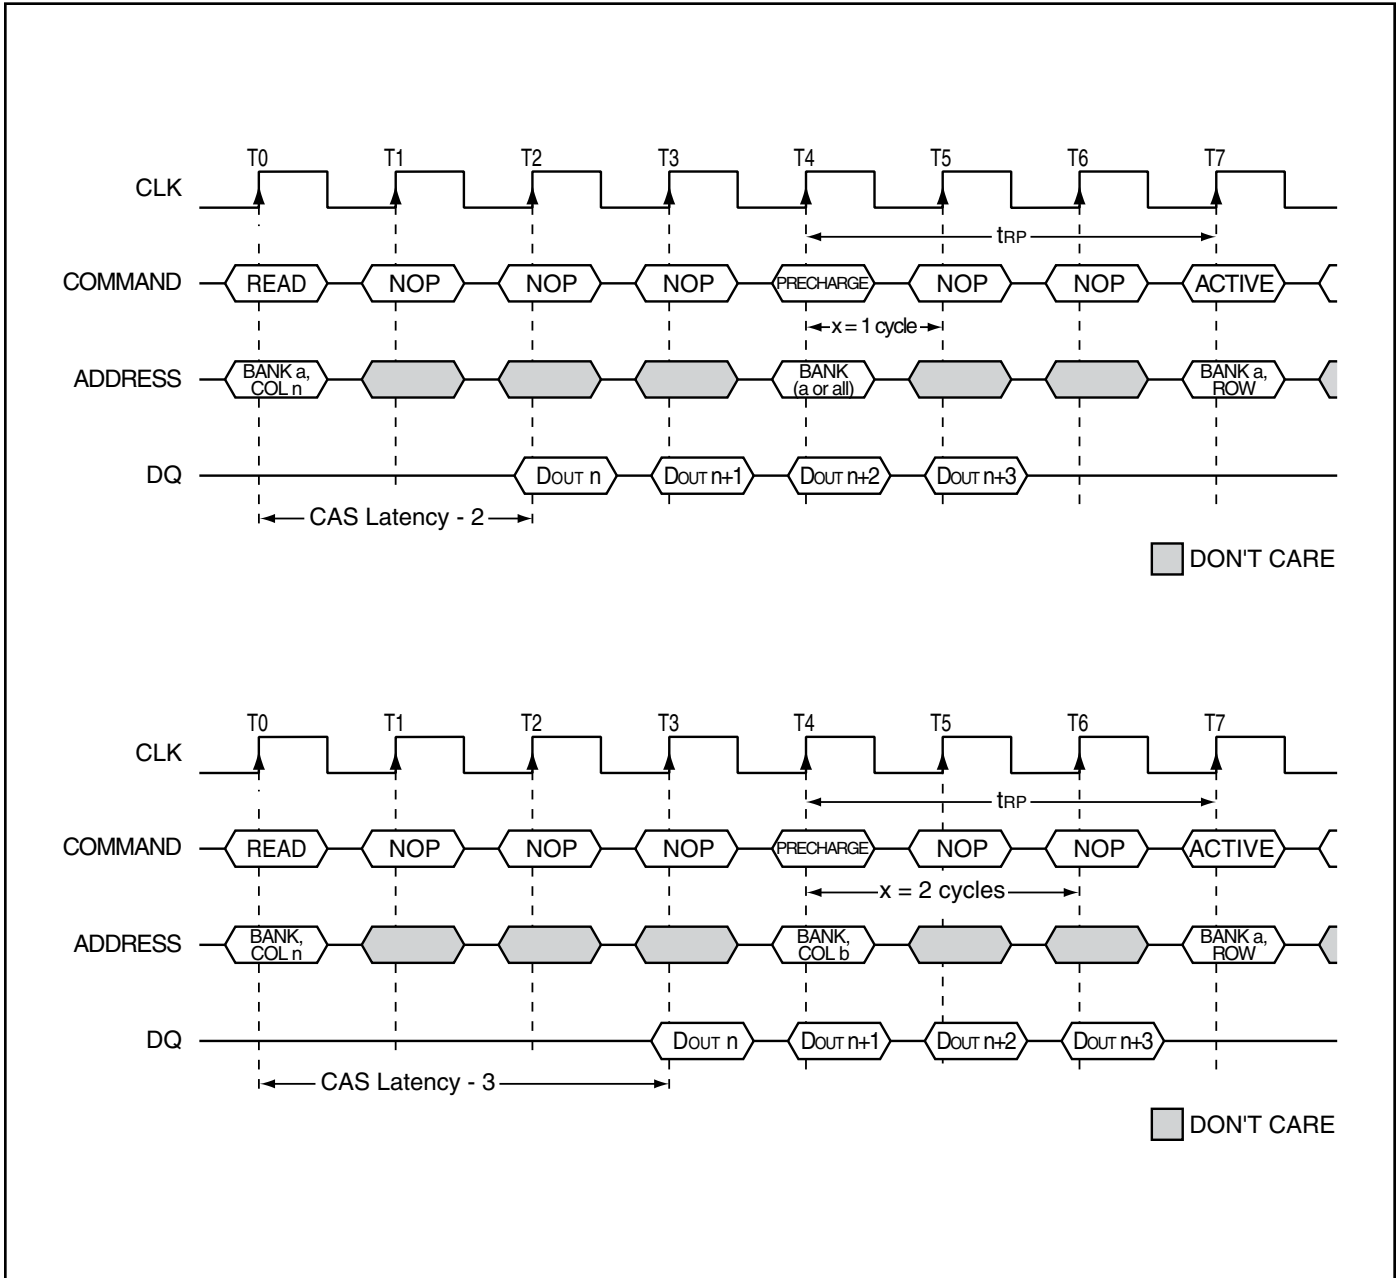 T0 T1 T2 T3 T4 T5 T6 T7
CLK
tRP
COMMAND READ NOP NOP NOP PRECHARGE NOP NOP ACTIVE
x = 1 cycle
ADDRESS BANK a, COL n BANK (a or all) BANK a, ROW
DQ DOUT n DOUT n+1 DOUT n+2 DOUT n+3
CAS Latency - 2
DON'T CARE
T0 T1 T2 T3 T4 T5 T6 T7
CLK
tRP
COMMAND READ NOP NOP NOP PRECHARGE NOP NOP ACTIVE
x = 2 cycles
ADDRESS BANK, COL n BANK, COL b BANK a, ROW
DQ DOUT n DOUT n+1 DOUT n+2 DOUT n+3
CAS Latency - 3
DON'T CARE